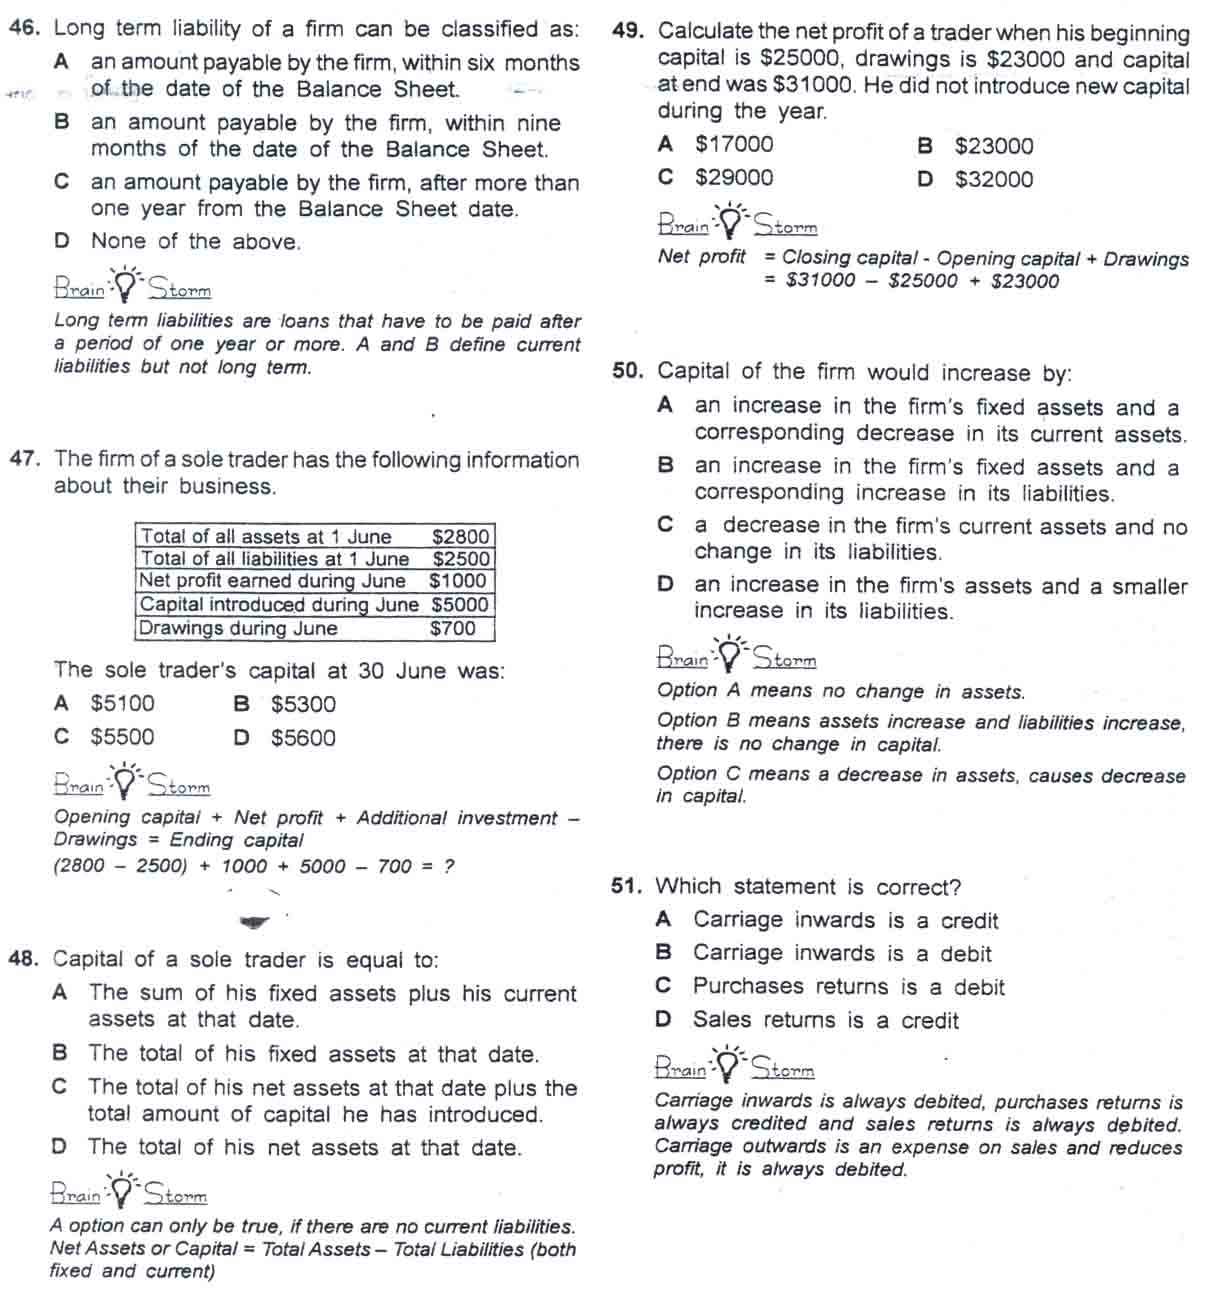 46. Long term liability of a firm can be classified as:
A an amount payable by the firm, within six months
of the date of the Balance Sheet.
B an amount payable by the firm, within nine
months of the date of the Balance Sheet.
C an amount payable by the firm, after more than
one year from the Balance Sheet date.
D None of the above.
Brain Storm
Long term liabilities are loans that have to be paid after
a period of one year or more. A and B define current
liabilities but not long term.
47. The firm of a sole trader has the following information
about their business.
Total of all assets at 1 June $2800
Total of all liabilities at 1 June $2500
Net profit earned during June $1000
Capital introduced during June $5000
Drawings during June $700
The sole trader's capital at 30 June was:
A $5100 B $5300
C $5500 D $5600
Brain Storm
Opening capital + Net profit + Additional investment –
Drawings = Ending capital
(2800 – 2500) + 1000 + 5000 – 700 = ?
48. Capital of a sole trader is equal to:
A The sum of his fixed assets plus his current
assets at that date.
B The total of his fixed assets at that date.
C The total of his net assets at that date plus the
total amount of capital he has introduced.
D The total of his net assets at that date.
Brain Storm
A option can only be true, if there are no current liabilities.
Net Assets or Capital = Total Assets – Total Liabilities (both
fixed and current)
49. Calculate the net profit of a trader when his beginning
capital is $25000, drawings is $23000 and capital
at end was $31000. He did not introduce new capital
during the year.
A $17000 B $23000
C $29000 D $32000
Brain Storm
Net profit = Closing capital - Opening capital + Drawings
= $31000 – $25000 + $23000
50. Capital of the firm would increase by:
A an increase in the firm's fixed assets and a
corresponding decrease in its current assets.
B an increase in the firm's fixed assets and a
corresponding increase in its liabilities.
C a decrease in the firm's current assets and no
change in its liabilities.
D an increase in the firm's assets and a smaller
increase in its liabilities.
Brain Storm
Option A means no change in assets.
Option B means assets increase and liabilities increase,
there is no change in capital.
Option C means a decrease in assets, causes decrease
in capital.
51. Which statement is correct?
A Carriage inwards is a credit
B Carriage inwards is a debit
C Purchases returns is a debit
D Sales returns is a credit
Brain Storm
Carriage inwards is always debited, purchases returns is
always credited and sales returns is always debited.
Carriage outwards is an expense on sales and reduces
profit, it is always debited.